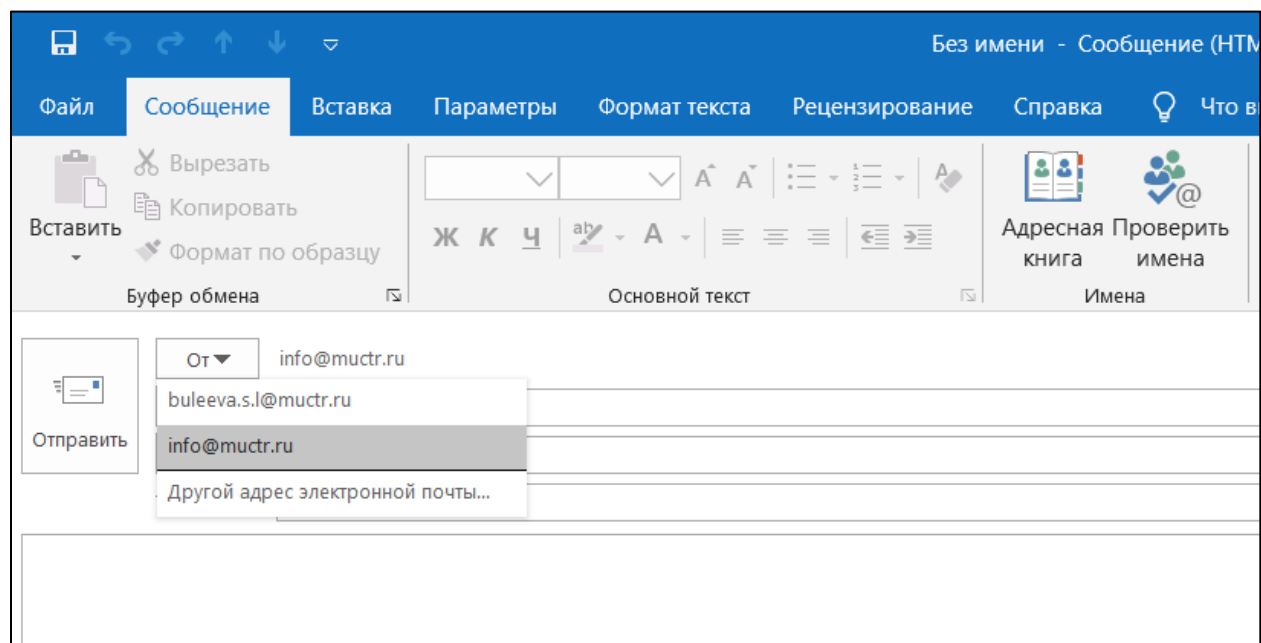 Без имени - Сообщение (HTM
Файл Сообщение Вставка Параметры Формат текста Рецензирование Справка Что в
Вставить
Вырезать
Копировать
Формат по образцу
Буфер обмена
Ж К Ч
Основной текст
Адресная книга
Проверить имена
Имена
Отправить
От info@muctr.ru
buleeva.s.l@muctr.ru
info@muctr.ru
Другой адрес электронной почты...